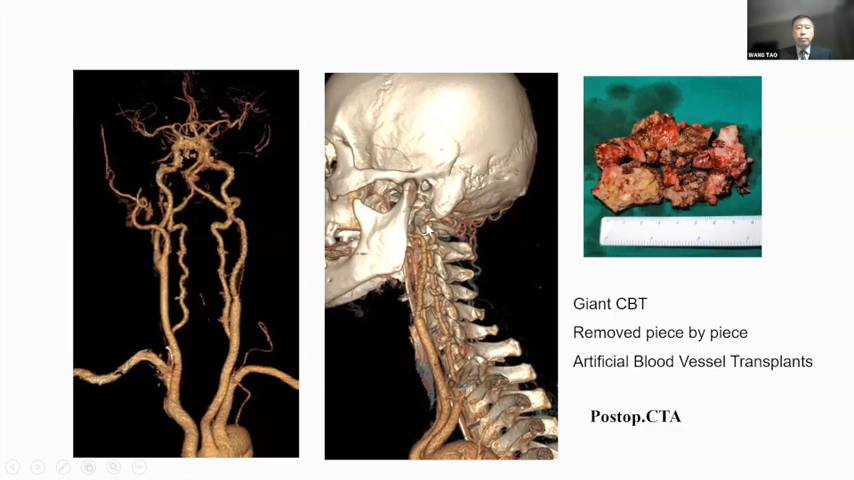 WANG TAO
Giant CBT
Removed piece by piece
Artificial Blood Vessel Transplants
Postop.CTA